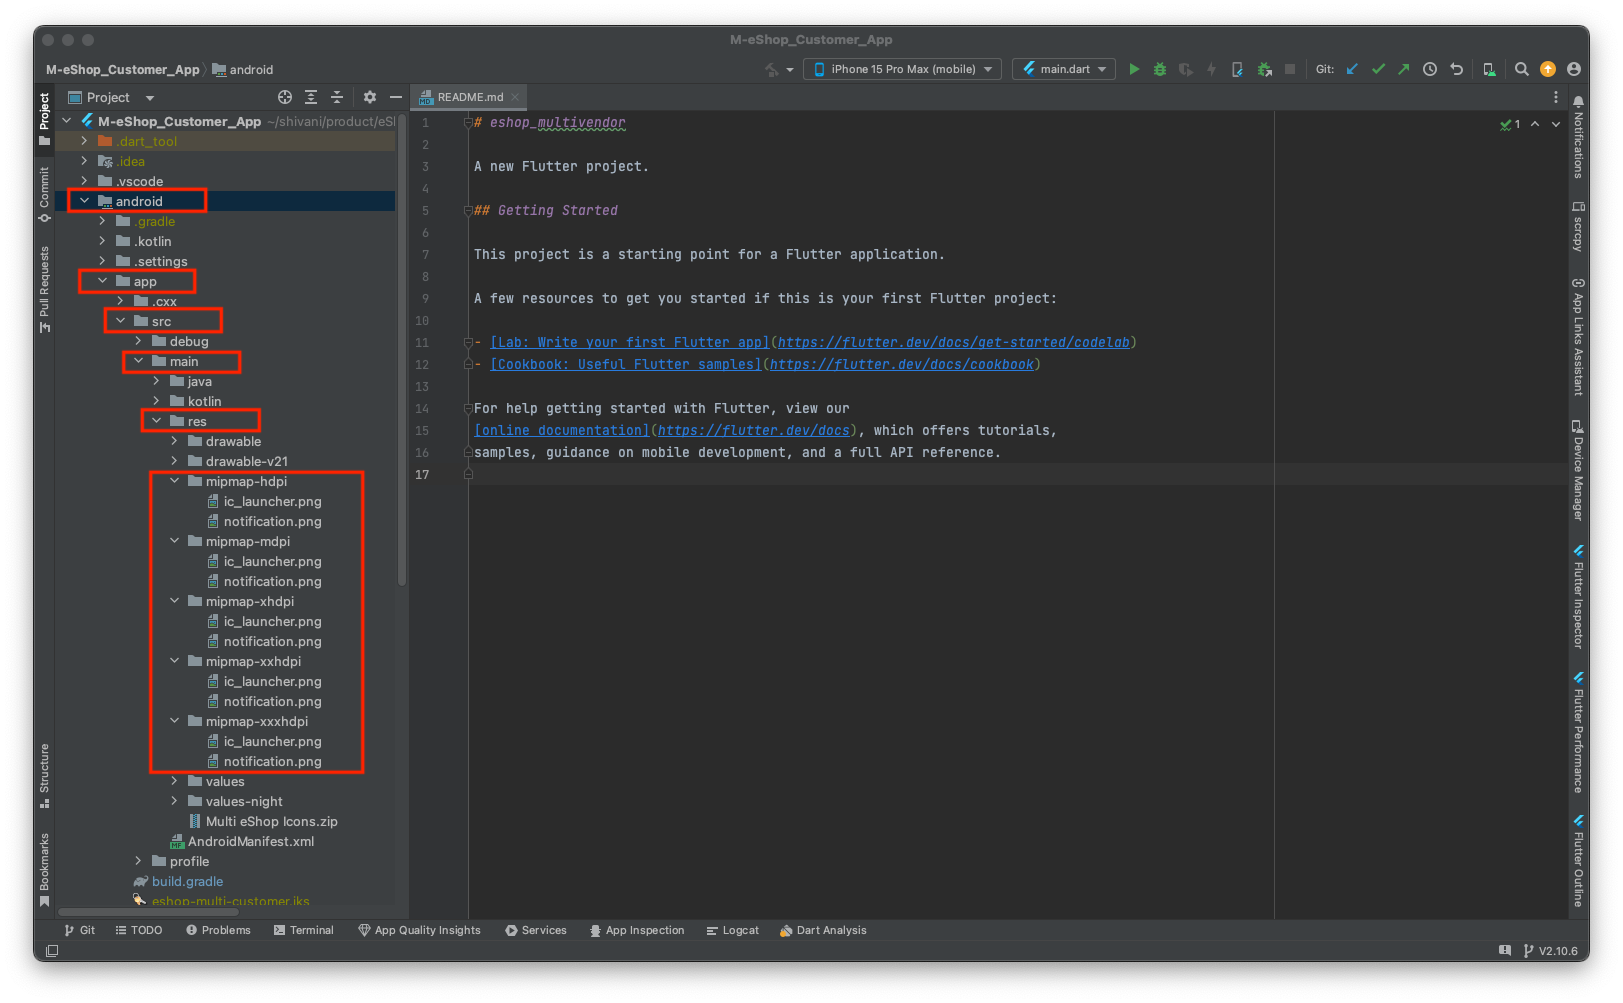 M-eShop_Customer_App
M-eShop_Customer_App android
iPhone 15 Pro Max (mobile)
main.dart
Git:
Project
README.md
M-eShop_Customer_App ~/shivani/product/eSl
.dart_tool
.idea
.vscode
android
.gradle
.kotlin
.settings
app
.cxx
src
debug
main
java
kotlin
res
drawable
drawable-v21
mipmap-hdpi
ic_launcher.png
notification.png
mipmap-mdpi
ic_launcher.png
notification.png
mipmap-xhdpi
ic_launcher.png
notification.png
mipmap-xxhdpi
ic_launcher.png
notification.png
mipmap-xxxhdpi
ic_launcher.png
notification.png
values
values-night
Multi eShop Icons.zip
MF AndroidManifest.xml
profile
build.gradle
eshop-multi-customer.jks
Project
Commit
Pull Requests
Structure
Bookmarks
MD
1 # eshop_multivendor
2
3 A new Flutter project.
4
5 ## Getting Started
6
7 This project is a starting point for a Flutter application.
8
9 A few resources to get you started if this is your first Flutter project:
10
11 - [Lab: Write your first Flutter app](https://flutter.dev/docs/get-started/codelab)
12 - [Cookbook: Useful Flutter samples](https://flutter.dev/docs/cookbook)
13
14 For help getting started with Flutter, view our
15 [online documentation](https://flutter.dev/docs), which offers tutorials,
16 samples, guidance on mobile development, and a full API reference.
17
1
Notifications
scrcpy
App Links Assistant
Device Manager
Flutter Inspector
Flutter Performance
Flutter Outline
Git
TODO
Problems
Terminal
App Quality Insights
Services
App Inspection
Logcat
Dart Analysis
V2.10.6